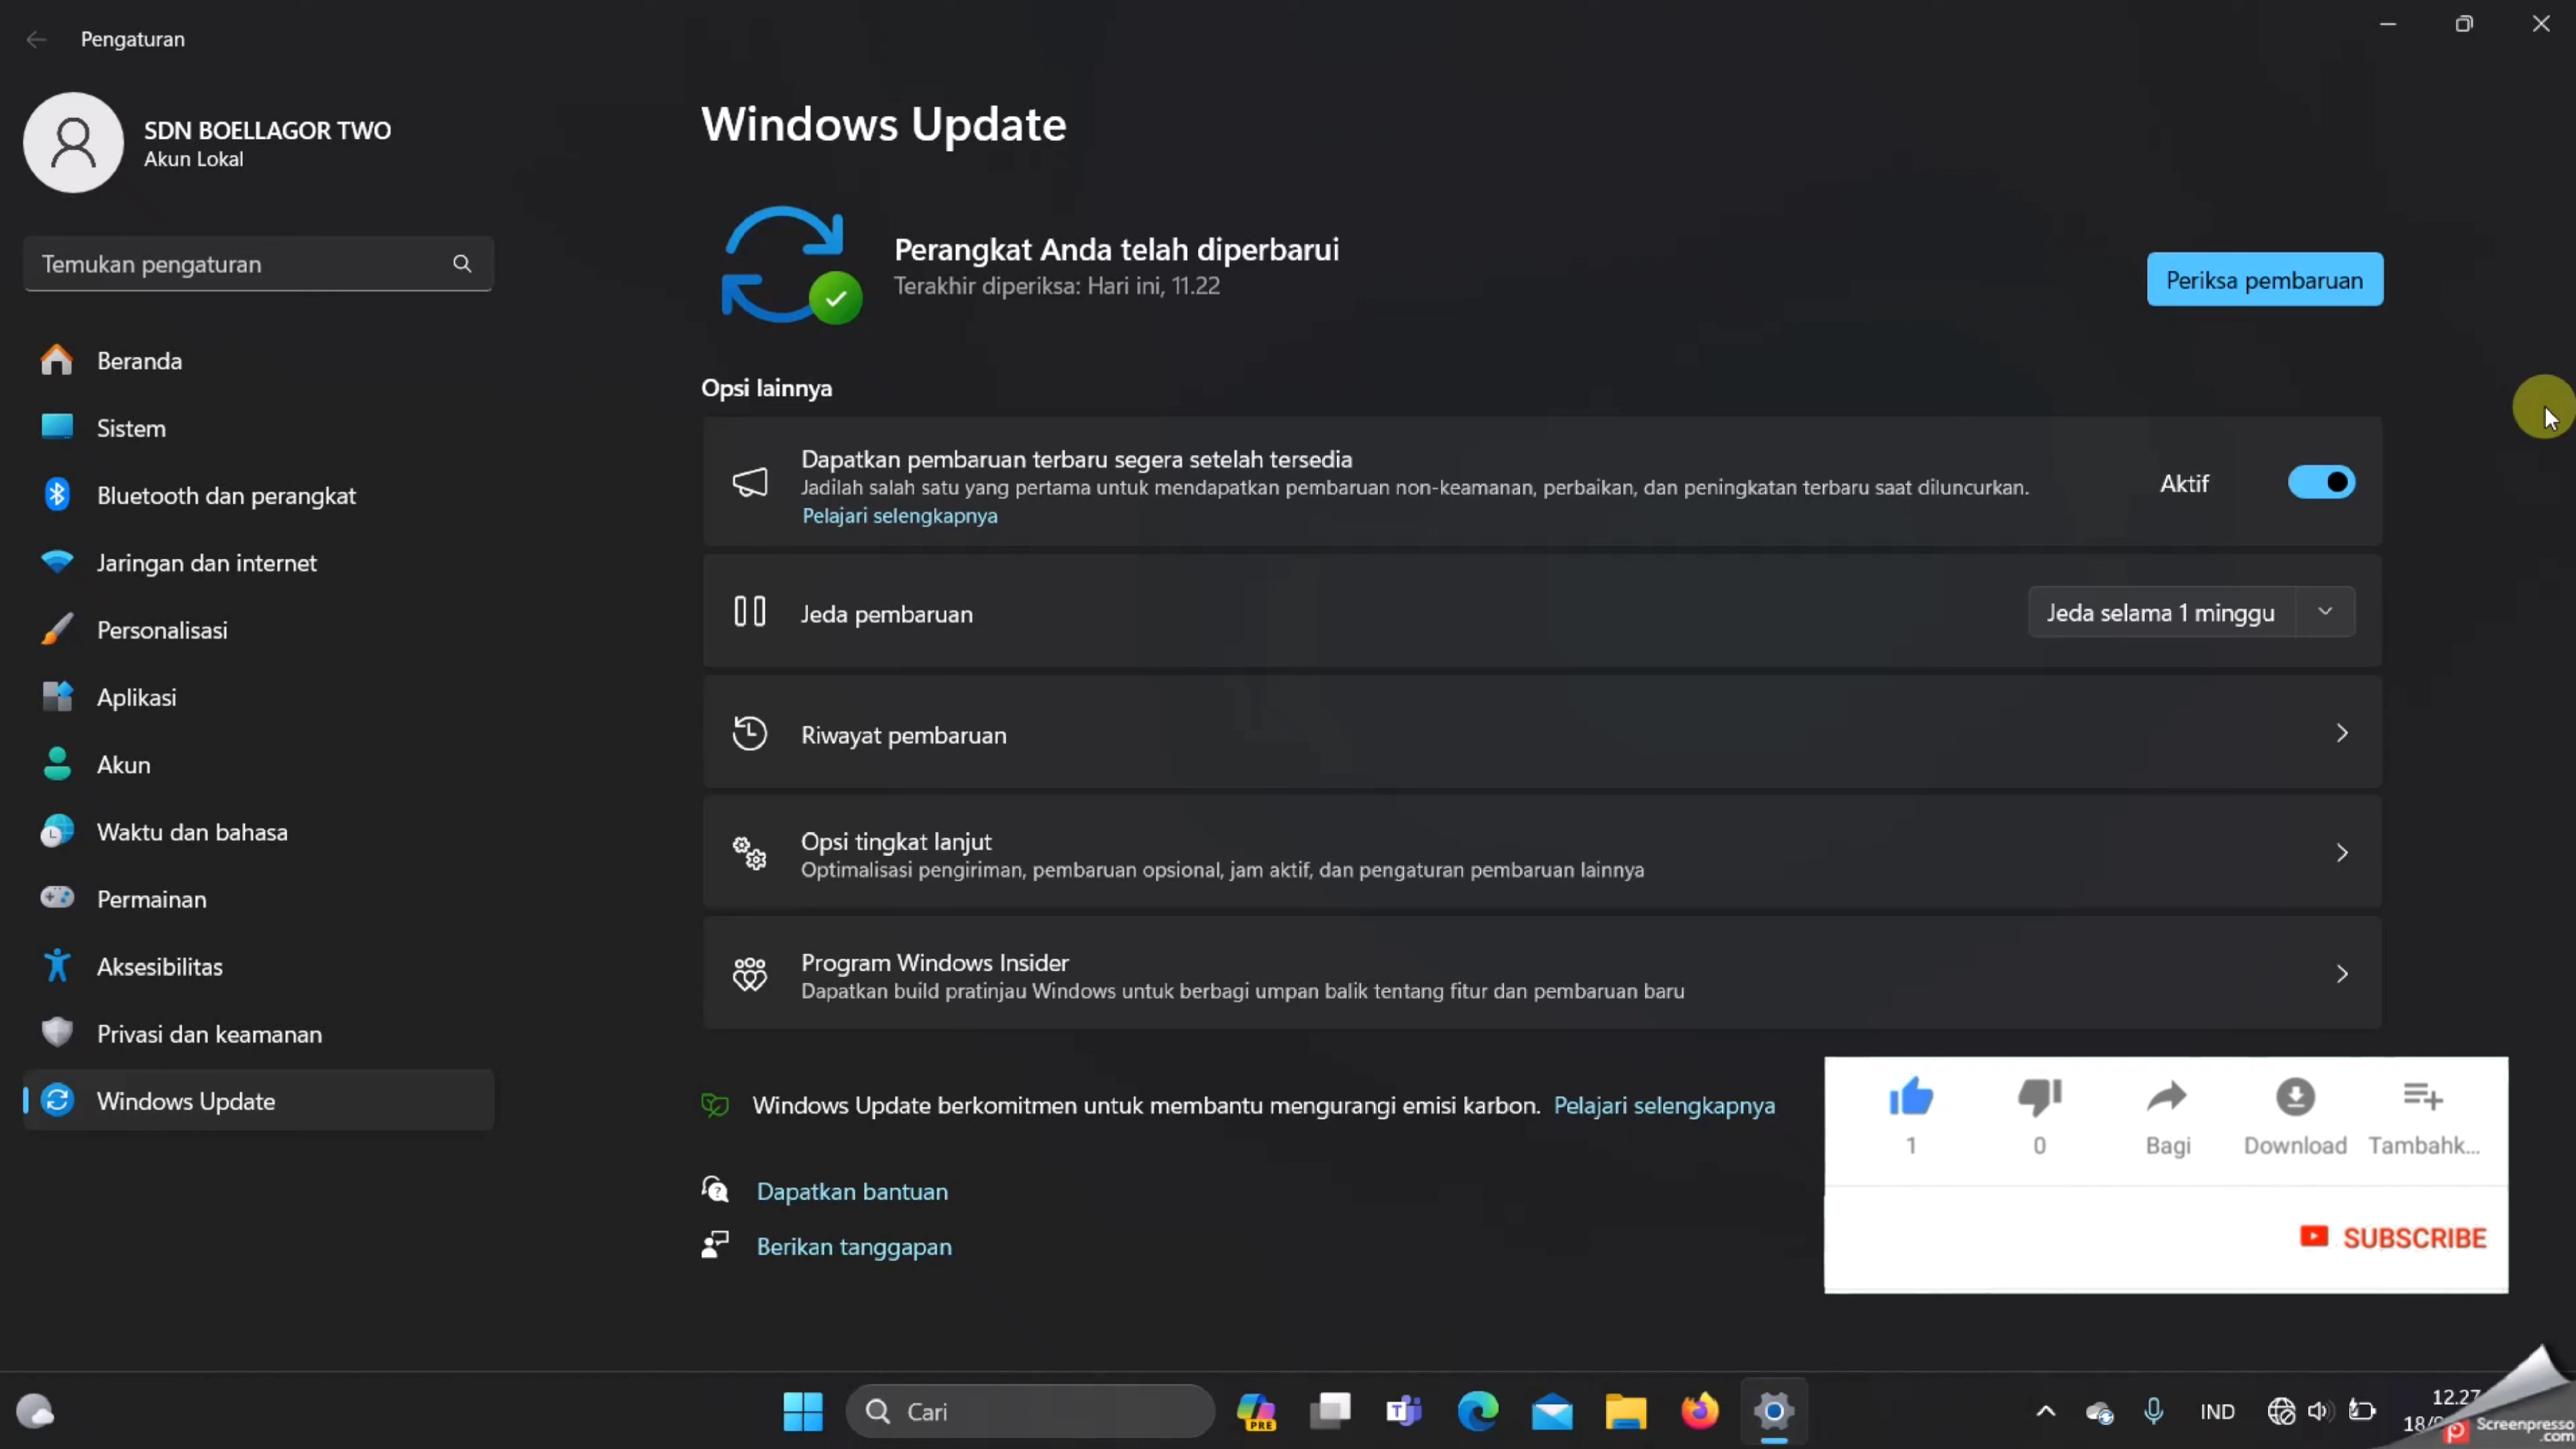 Pengaturan
SDN BOELLAGOR TWO
Akun Lokal
Temukan pengaturan
Beranda
Sistem
Bluetooth dan perangkat
Jaringan dan internet
Personalisasi
Aplikasi
Akun
Waktu dan bahasa
Permainan
Aksesibilitas
Privasi dan keamanan
Windows Update
Windows Update
Perangkat Anda telah diperbarui
Terakhir diperiksa: Hari ini, 11.22
Periksa pembaruan
Opsi lainnya
Dapatkan pembaruan terbaru segera setelah tersedia
Jadilah salah satu yang pertama untuk mendapatkan pembaruan non-keamanan, perbaikan, dan peningkatan terbaru saat diluncurkan.
Pelajari selengkapnya
Aktif
Jeda pembaruan
Jeda selama 1 minggu
Riwayat pembaruan
Opsi tingkat lanjut
Optimalisasi pengiriman, pembaruan opsional, jam aktif, dan pengaturan pembaruan lainnya
Program Windows Insider
Dapatkan build pratinjau Windows untuk berbagi umpan balik tentang fitur dan pembaruan baru
Windows Update berkomitmen untuk membantu mengurangi emisi karbon. Pelajari selengkapnya
Dapatkan bantuan
Berikan tanggapan
1
0
Bagi
Download
Tambahk...
SUBSCRIBE
Cari
PRE
IND
12.27
Screenpresso
.com